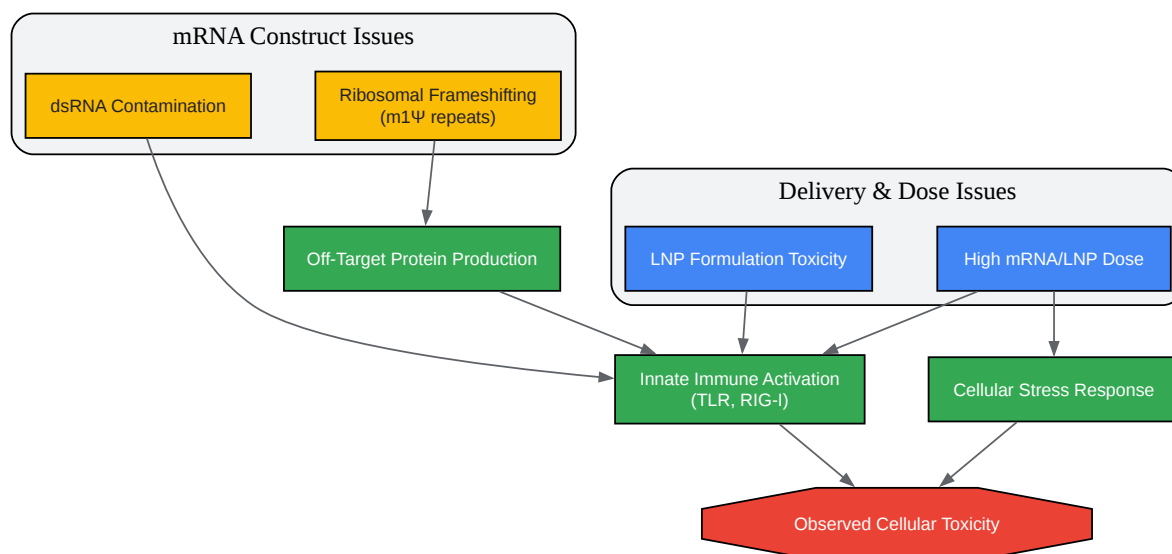 mRNA Construct Issues
dsRNA Contamination
Ribosomal Frameshifting
(m1Ψ repeats)
Delivery & Dose Issues
Off-Target Protein Production
LNP Formulation Toxicity
High mRNA/LNP Dose
Innate Immune Activation
(TLR, RIG-I)
Cellular Stress Response
Observed Cellular Toxicity